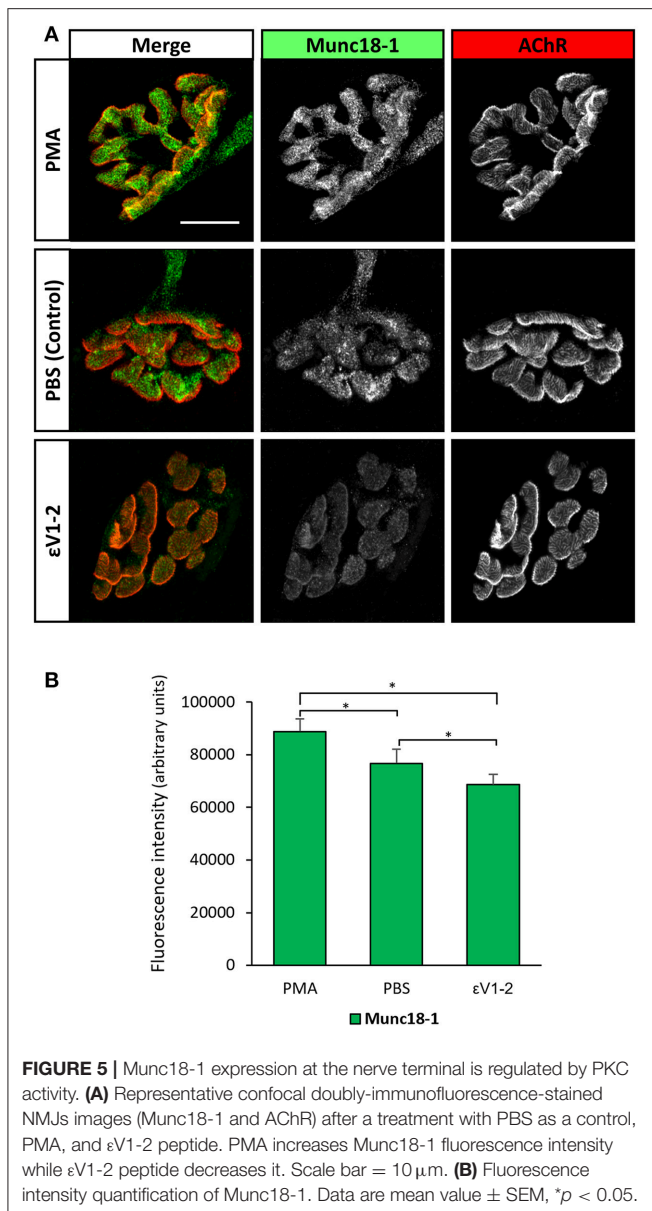 A
Merge
Munc18-1
AChR
PMA
PBS (Control)
εV1-2
B
Fluorescence intensity (arbitrary units)
100000
80000
60000
40000
20000
0
*
*
*
PMA
PBS
εV1-2
Munc18-1
FIGURE 5 | Munc18-1 expression at the nerve terminal is regulated by PKC
activity. (A) Representative confocal doubly-immunofluorescence-stained
NMJs images (Munc18-1 and AChR) after a treatment with PBS as a control,
PMA, and εV1-2 peptide. PMA increases Munc18-1 fluorescence intensity
while εV1-2 peptide decreases it. Scale bar = 10 μm. (B) Fluorescence
intensity quantification of Munc18-1. Data are mean value ± SEM, *p < 0.05.